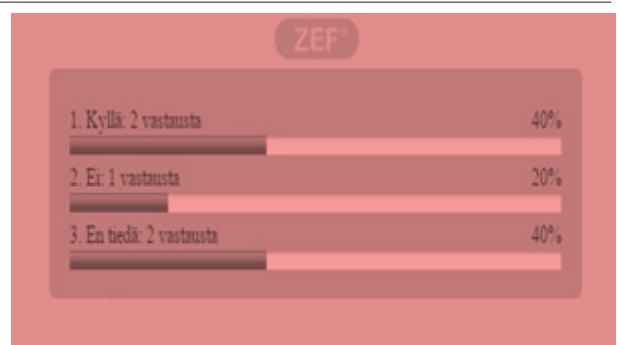 ZEF®
1. Kyllä: 2 vastausta 40%
2. Ei: 1 vastausta 20%
3. En tiedä: 2 vastausta 40%